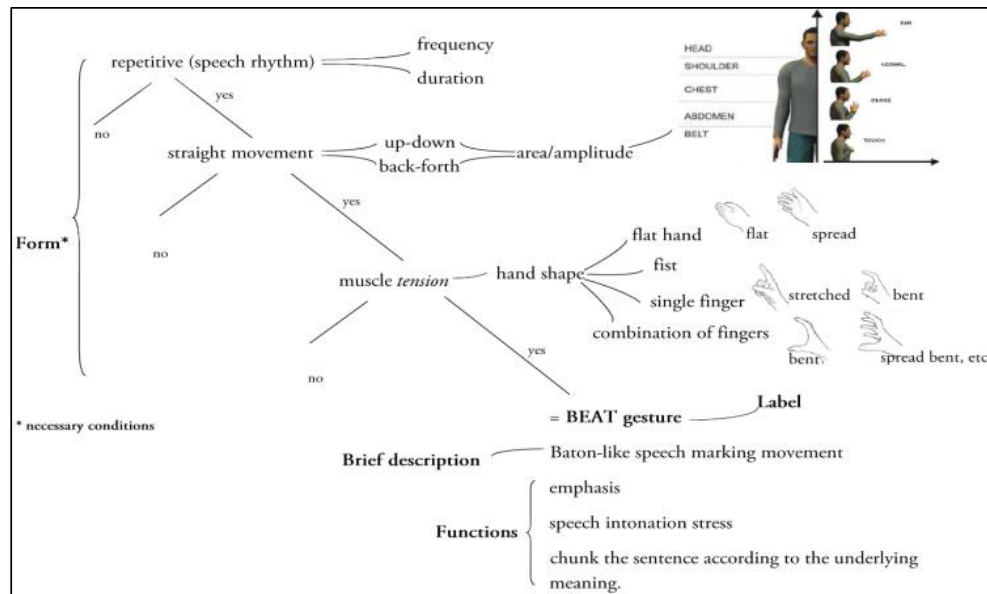 frequency
repetitive (speech rhythm)
duration
yes
no
straight movement
up-down
back-forth
area/amplitude
HEAD
SHOULDER
CHEST
ABDOMEN
BELT
FAR
NORMAL
TOUCH
Form*
yes
no
muscle tension
hand shape
flat hand
flat
spread
fist
single finger
stretched
bent
combination of fingers
bent,
spread bent, etc
yes
no
= BEAT gesture
Label
* necessary conditions
Brief description
Baton-like speech marking movement
Functions
emphasis
speech intonation stress
chunk the sentence according to the underlying
meaning.